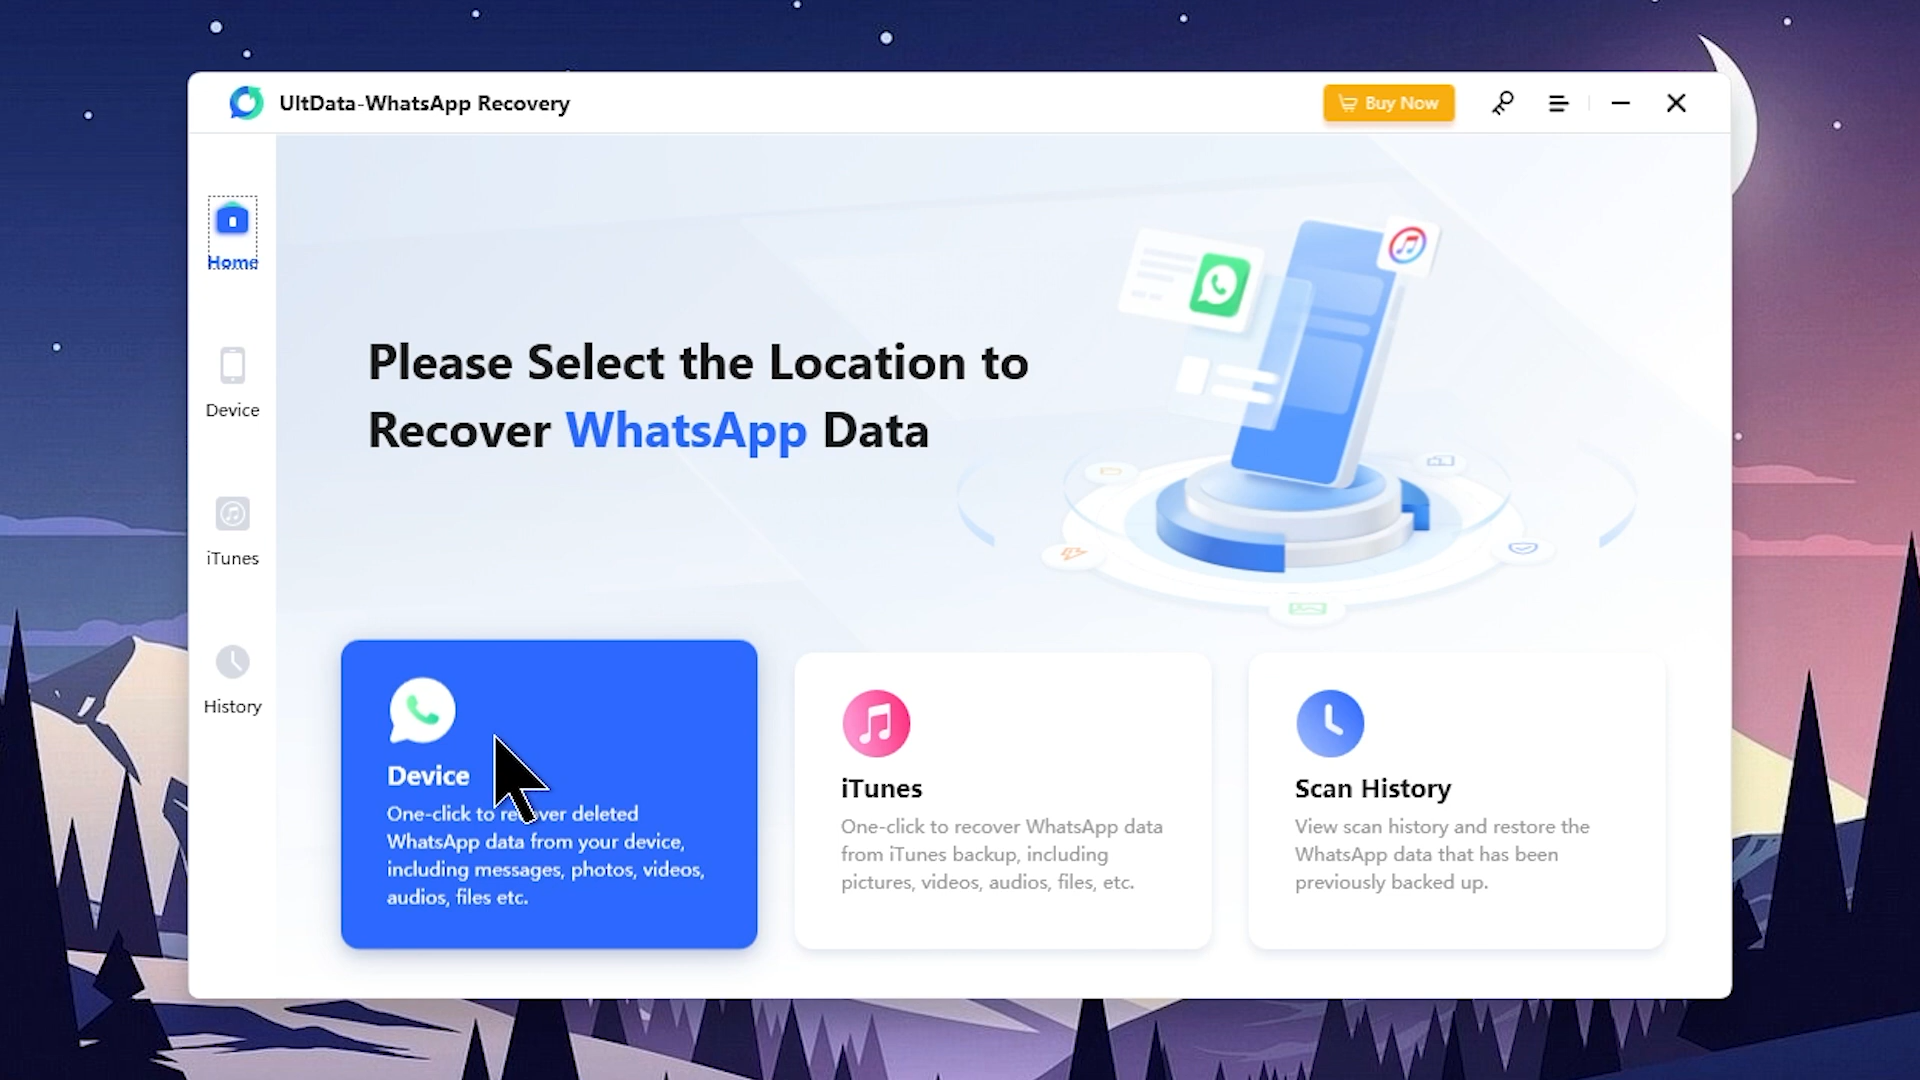 UltData-WhatsApp Recovery
Buy Now
Home
Device
iTunes
History
Please Select the Location to
Recover WhatsApp Data
Device
One-click to recover deleted
WhatsApp data from your device,
including messages, photos, videos,
audios, files etc.
iTunes
One-click to recover WhatsApp data
from iTunes backup, including
pictures, videos, audios, files, etc.
Scan History
View scan history and restore the
WhatsApp data that has been
previously backed up.